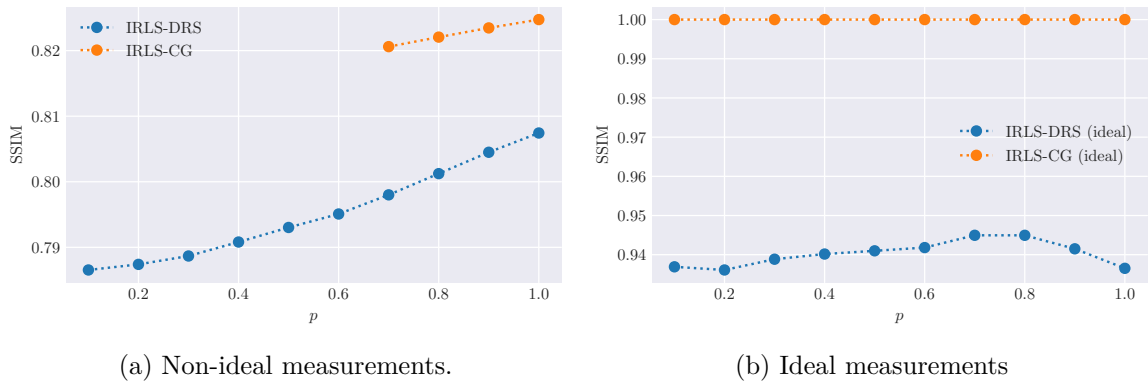 IRLS-DRS
IRLS-CG
0.82
0.81
0.80
0.79
SSIM
0.2
0.4
0.6
0.8
1.0
p
(a) Non-ideal measurements.
1.00
0.99
0.98
0.97
0.96
0.95
0.94
SSIM
IRLS-DRS (ideal)
IRLS-CG (ideal)
0.2
0.4
0.6
0.8
1.0
p
(b) Ideal measurements